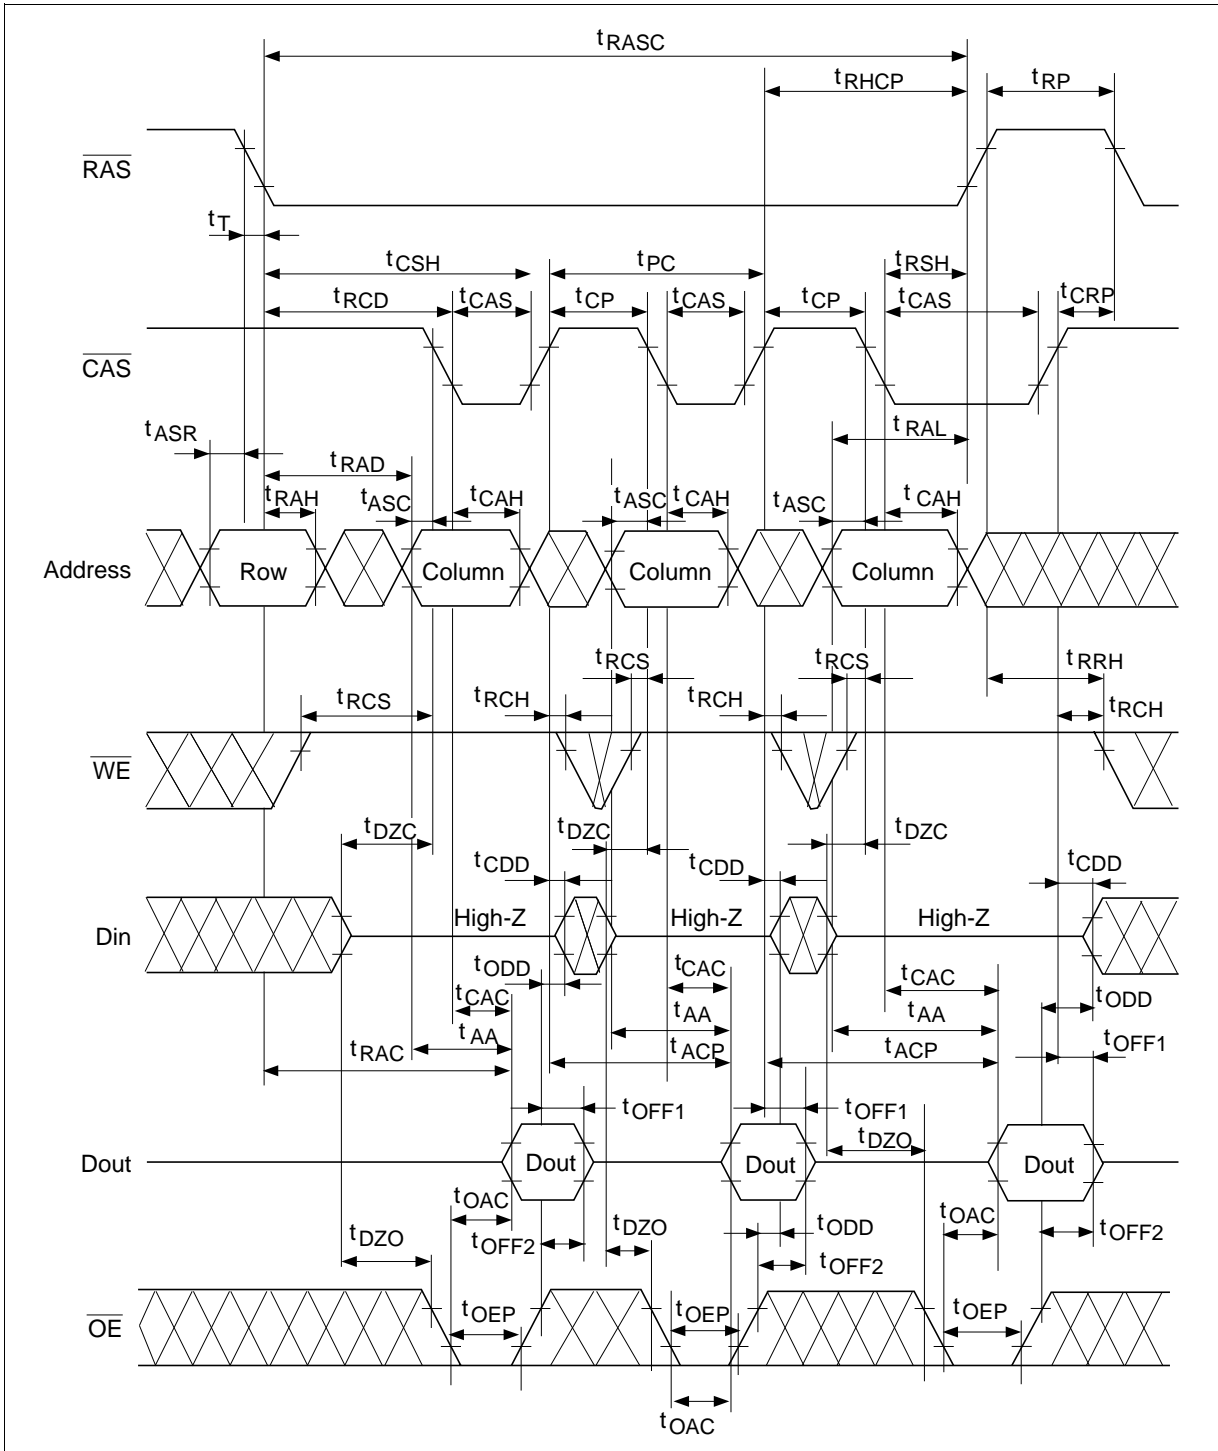 tRASC
tRHCP tRP
RAS
tT
tCSH tPC tRSH
tRCD tCAS tCP tCAS tCP tCAS tCRP
CAS
tASR tRAL
tRAD
tRAH tASC tCAH tASC tCAH tASC tCAH
Address Row Column Column Column
tRCS tRCS tRRH
tRCS tRCH tRCH tRCH
WE
tDZC tDZC tDZC
tCDD tCDD tCDD
Din High-Z High-Z High-Z
tODD tCAC tCAC
tCAC tODD
tAA tAA tAA
tRAC tACP tACP tOFF1
tOFF1 tOFF1
tDZO
Dout Dout Dout Dout
tOAC tOAC
tDZO tOFF2 tDZO tODD tOFF2
tOFF2
OE tOEP tOEP tOEP
tOAC